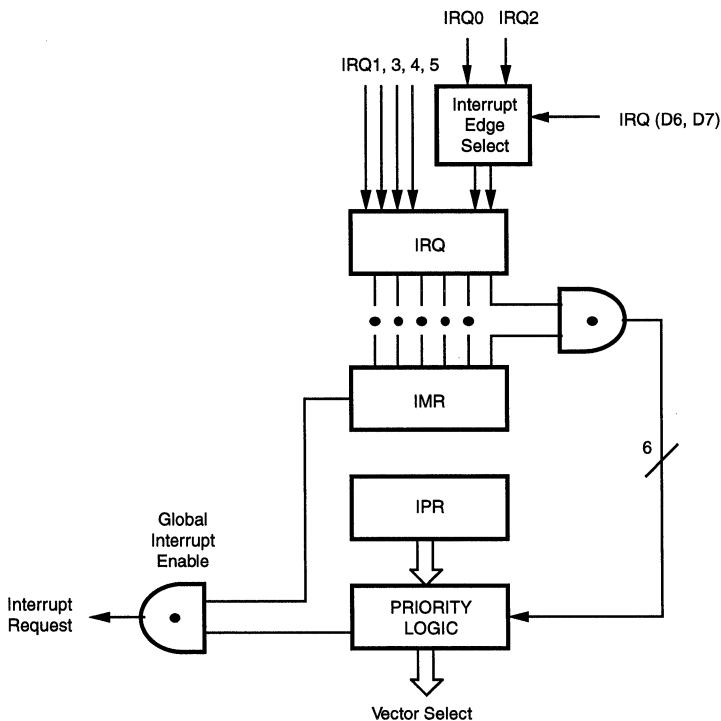 IRQ0 IRQ2
IRQ1, 3, 4, 5
Interrupt
Edge
Select
IRQ (D6, D7)
IRQ
IMR
6
IPR
Global
Interrupt
Enable
Interrupt
Request
PRIORITY
LOGIC
Vector Select